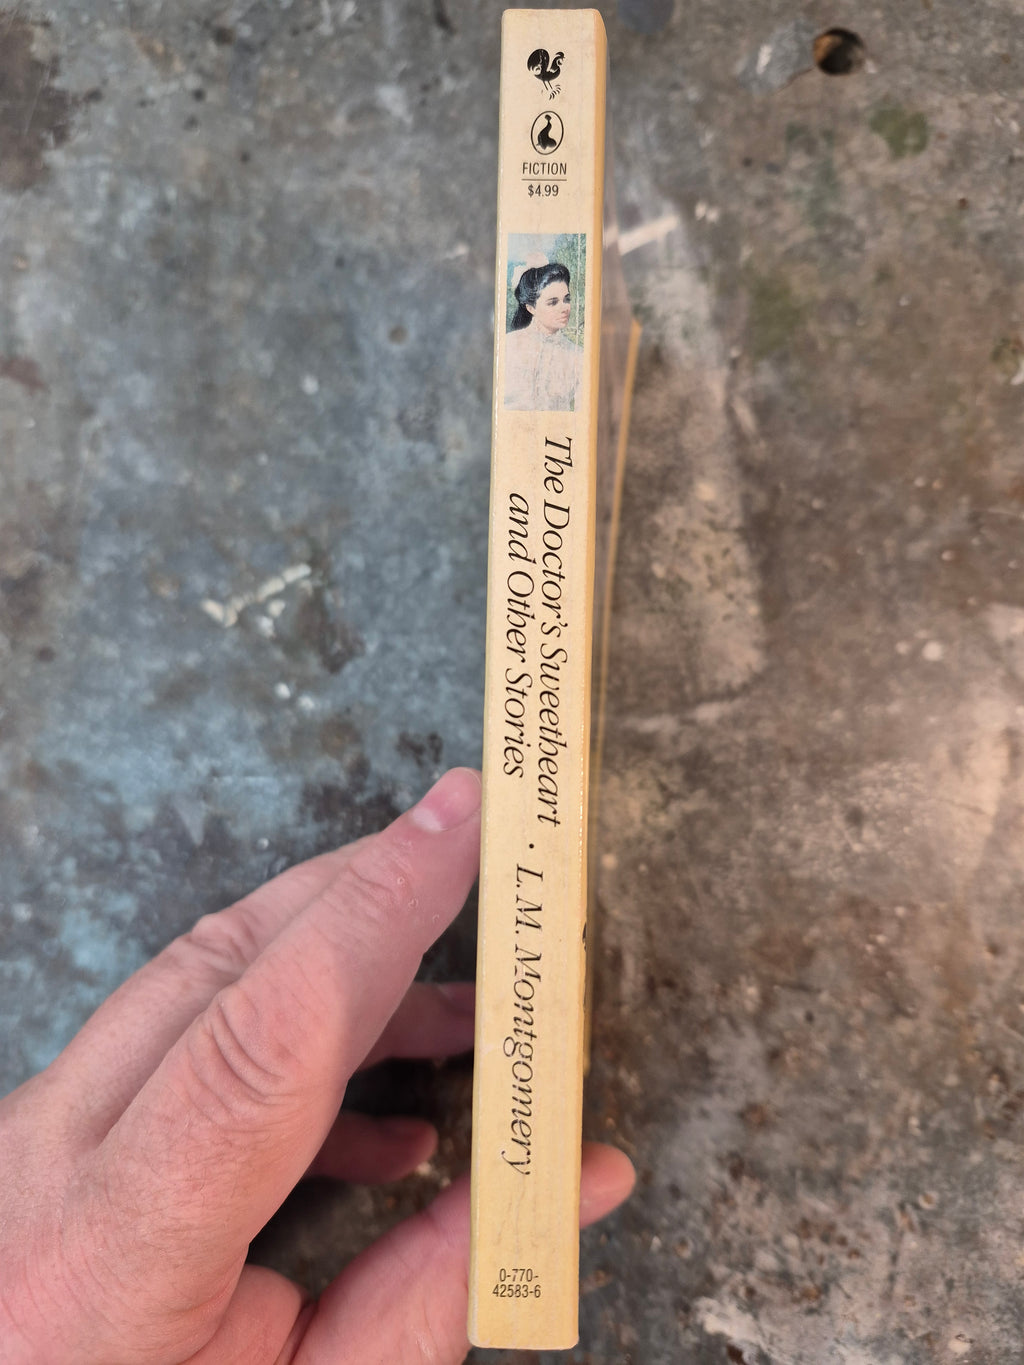 FICTION
$4.99
The Doctor's Sweetheart
and Other Stories
• L. M. Montgomery
0-770-
42583-6